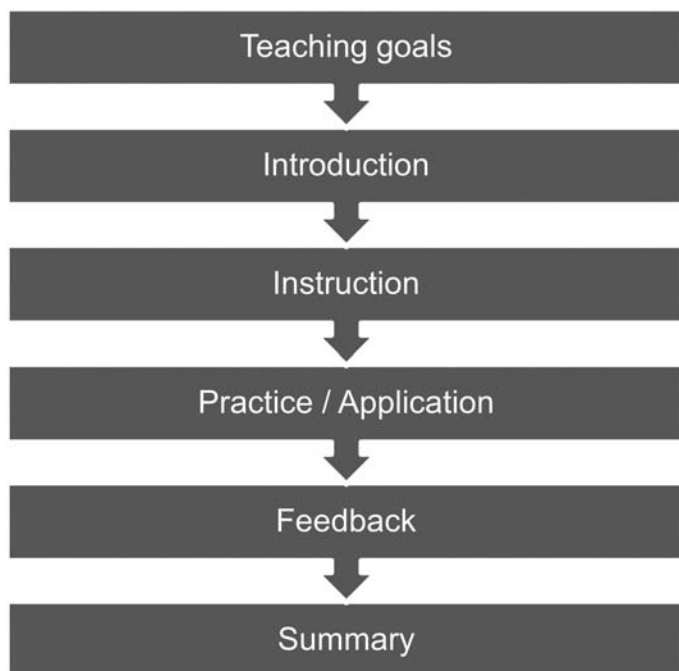 Teaching goals
Introduction
Instruction
Practice / Application
Feedback
Summary